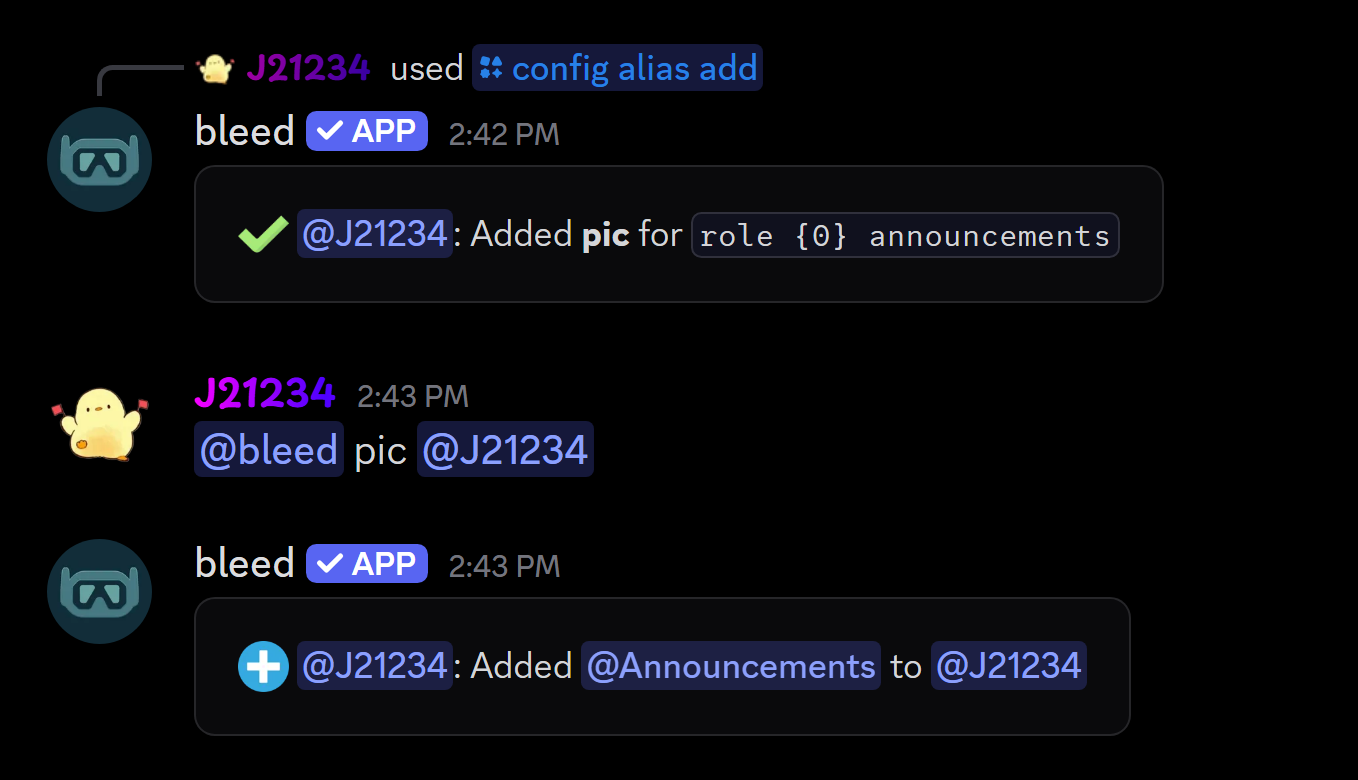 J21234 used config alias add
bleed APP 2:42 PM
@J21234: Added pic for role {0} announcements
J21234 2:43 PM
@bleed pic @J21234
bleed APP 2:43 PM
@J21234: Added @Announcements to @J21234